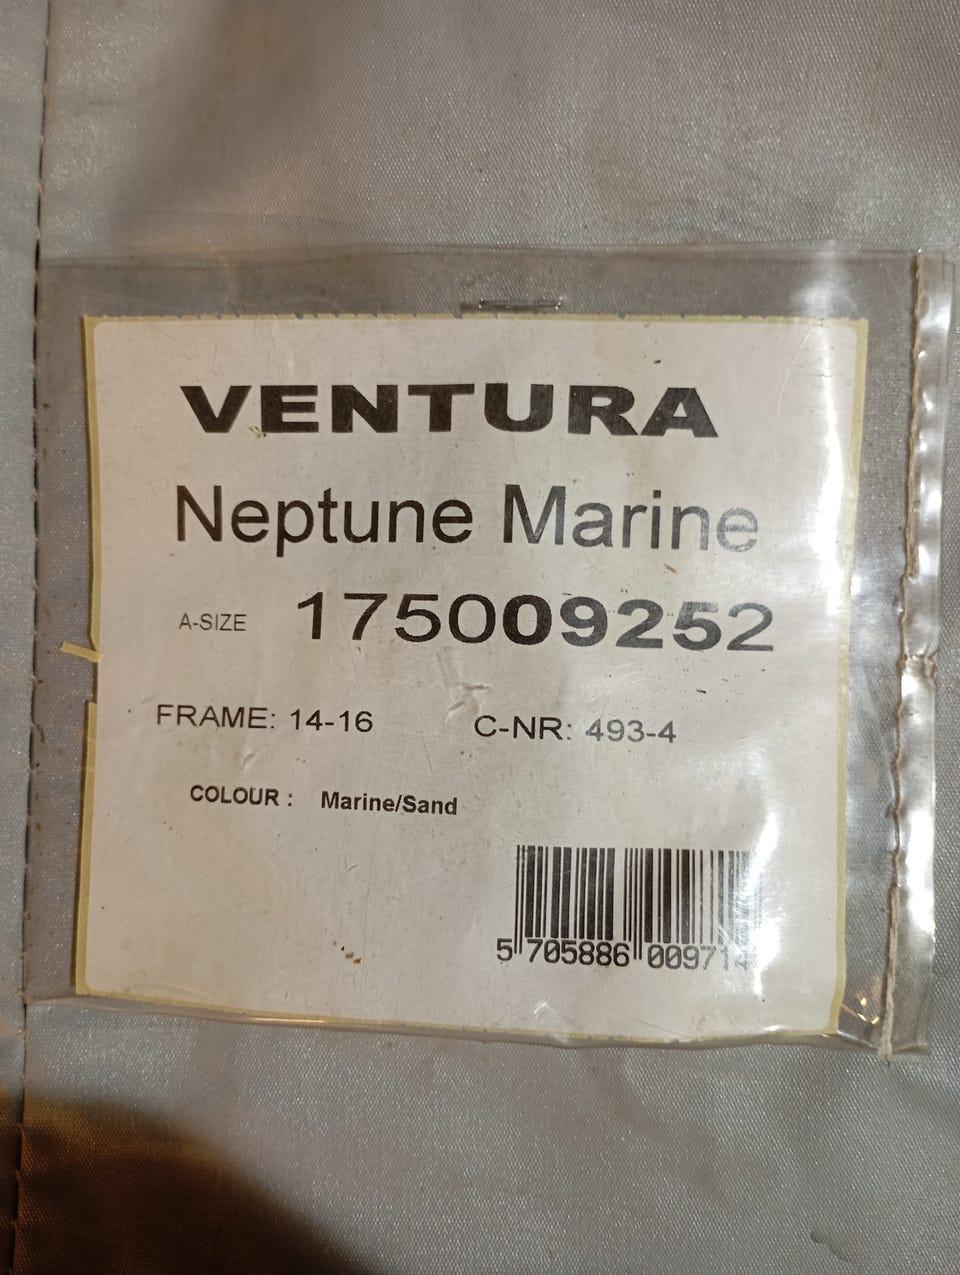 VENTURA
Neptune Marine
A-SIZE 175009252
FRAME: 14-16 C-NR: 493-4
COLOUR : Marine/Sand
5 705886 009714